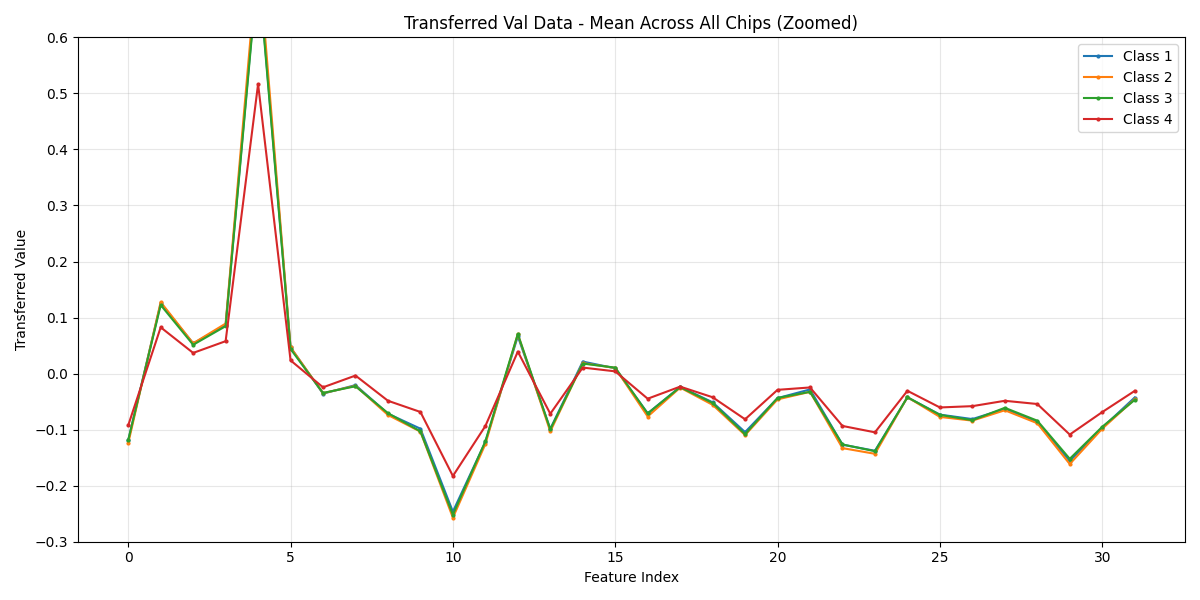 Transferred Val Data - Mean Across All Chips (Zoomed)
Transferred Value
0.6
0.5
0.4
0.3
0.2
0.1
0.0
−0.1
−0.2
−0.3
Class 1
Class 2
Class 3
Class 4
0 5 10 15 20 25 30
Feature Index